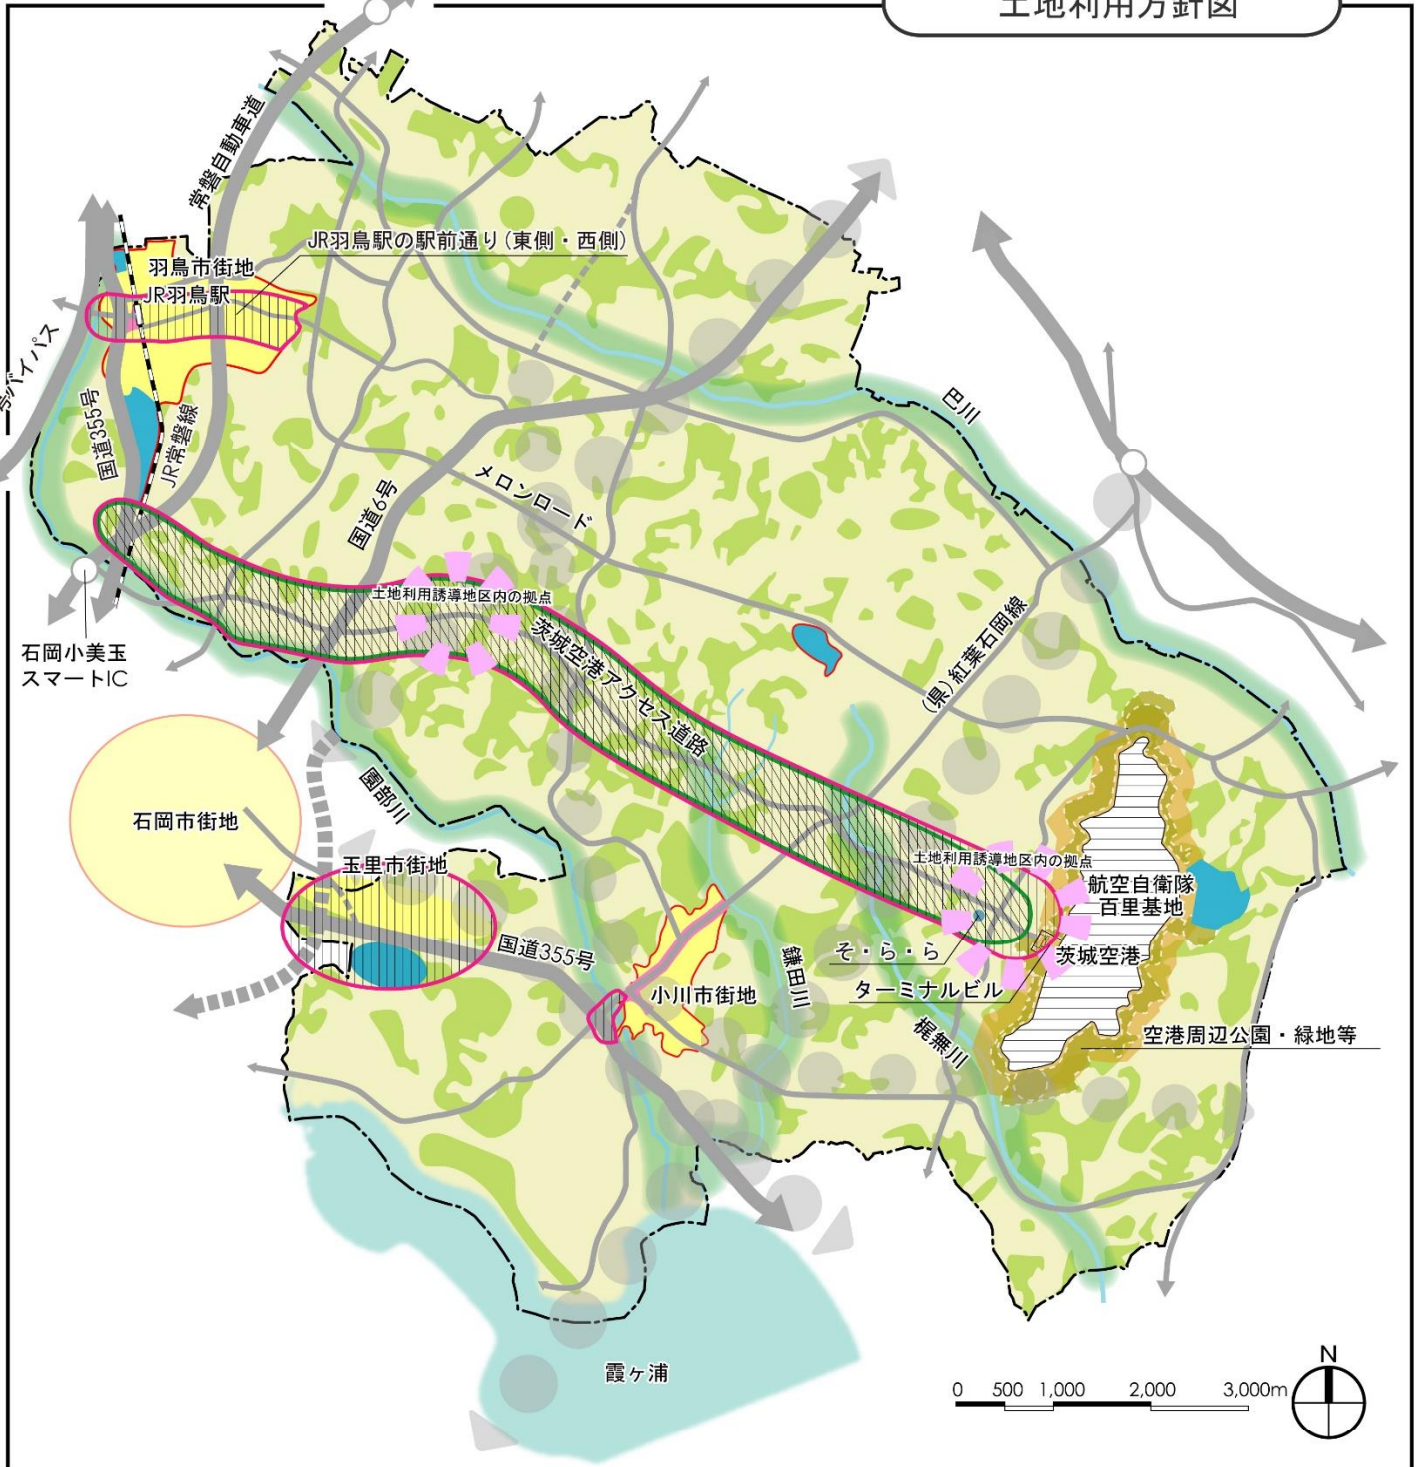 土地利用方針図
常磐自動車道
JR羽鳥駅の駅前通り(東側・西側)
羽鳥市街地
JR羽鳥駅
バイパス
国道355号
JR常磐線
巴川
メロンロード
国道6号
土地利用誘導地区内の拠点
茨城空港アクセス道路
(県)紅葉石岡線
石岡小美玉
スマートIC
園部川
石岡市街地
玉里市街地
土地利用誘導地区内の拠点
航空自衛隊
百里基地
国道355号
そ・ら・ら
茨城空港
鎌田川
小川市街地
ターミナルビル
梶無川
空港周辺公園・緑地等
霞ヶ浦
N
0 500 1,000 2,000 3,000m